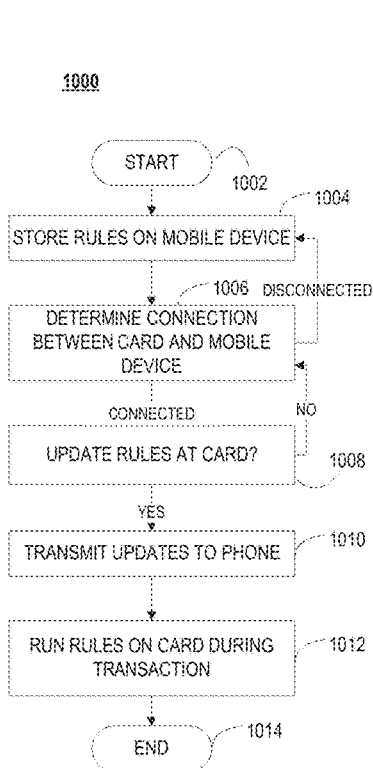 1000
START
1002
1004
STORE RULES ON MOBILE DEVICE
1006
DISCONNECTED
DETERMINE CONNECTION
BETWEEN CARD AND MOBILE
DEVICE
CONNECTED
NO
UPDATE RULES AT CARD?
1008
YES
TRANSMIT UPDATES TO PHONE
1010
RUN RULES ON CARD DURING
TRANSACTION
1012
END
1014